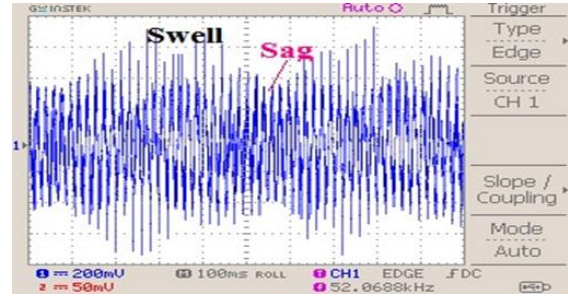 GW INSTEK Auto Trigger
Swell
Sag
Type
Edge
Source
CH 1
1
Slope /
Coupling
Mode
Auto
1 200mV M 100ms ROLL T CH1 EDGE DC
2 50mV f 52.0688kHz